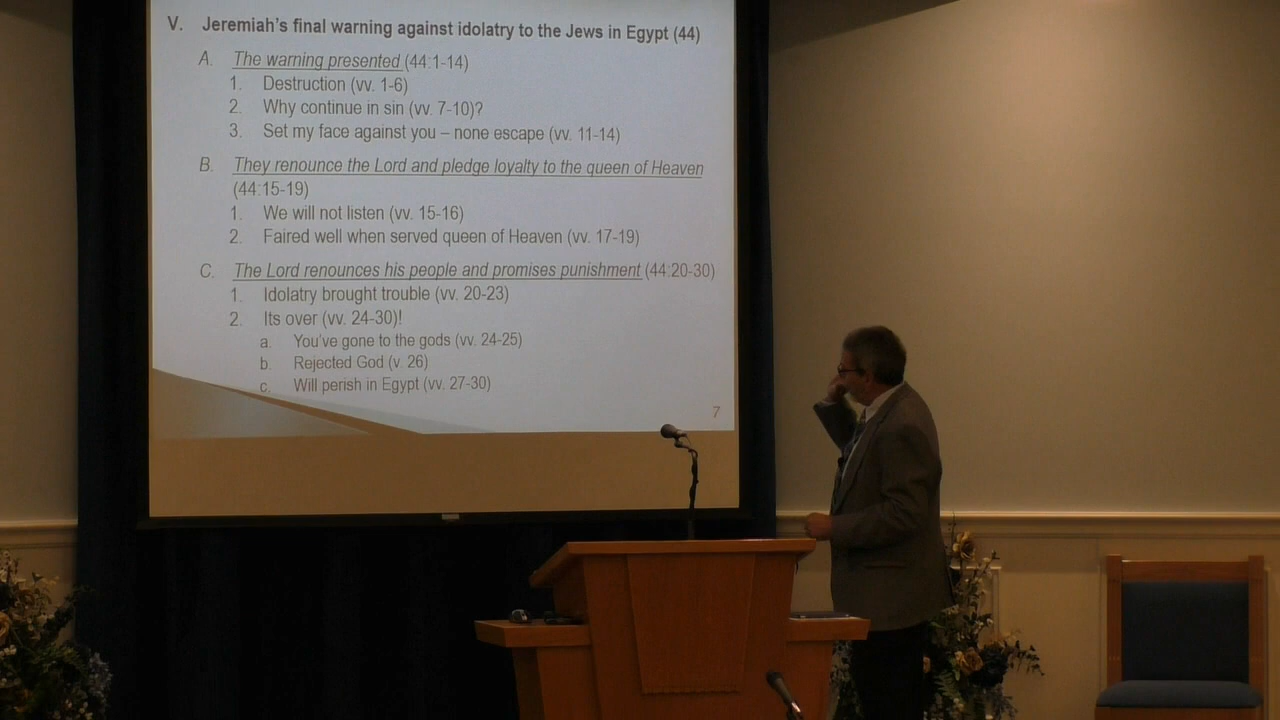 V. Jeremiah's final warning against idolatry to the Jews in Egypt (44)
A. The warning presented (44:1-14)
1. Destruction (vv. 1-6)
2. Why continue in sin (vv. 7-10)?
3. Set my face against you – none escape (vv. 11-14)
B. They renounce the Lord and pledge loyalty to the queen of Heaven
(44:15-19)
1. We will not listen (vv. 15-16)
2. Faired well when served queen of Heaven (vv. 17-19)
C. The Lord renounces his people and promises punishment (44:20-30)
1. Idolatry brought trouble (vv. 20-23)
2. Its over (vv. 24-30)!
a. You've gone to the gods (vv. 24-25)
b. Rejected God (v. 26)
c. Will perish in Egypt (vv. 27-30)
7